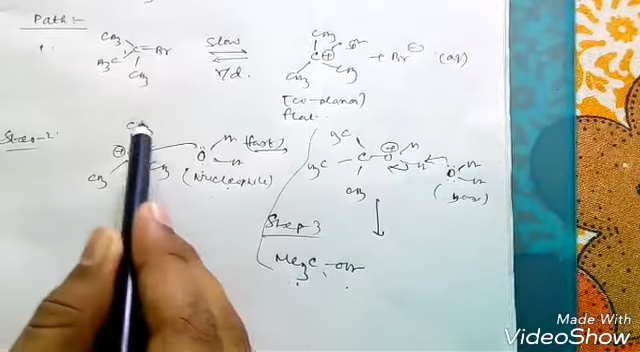 Path:-
1.
CH3
H3C
C
Br
CH3
Slow
r/d.
CH3
C
CH3
CH3
+ Br⊖ (aq)
(co-planar)
flat
Step-2:
⊕
CH3
CH3
Ö
H
H
(Nucleophile)
(fast)
H3C
H3C
C-O
⊕
H
H
CH3
Ö
H
H
(base)
Step 3
Me3C-OH
Made With
VideoShow